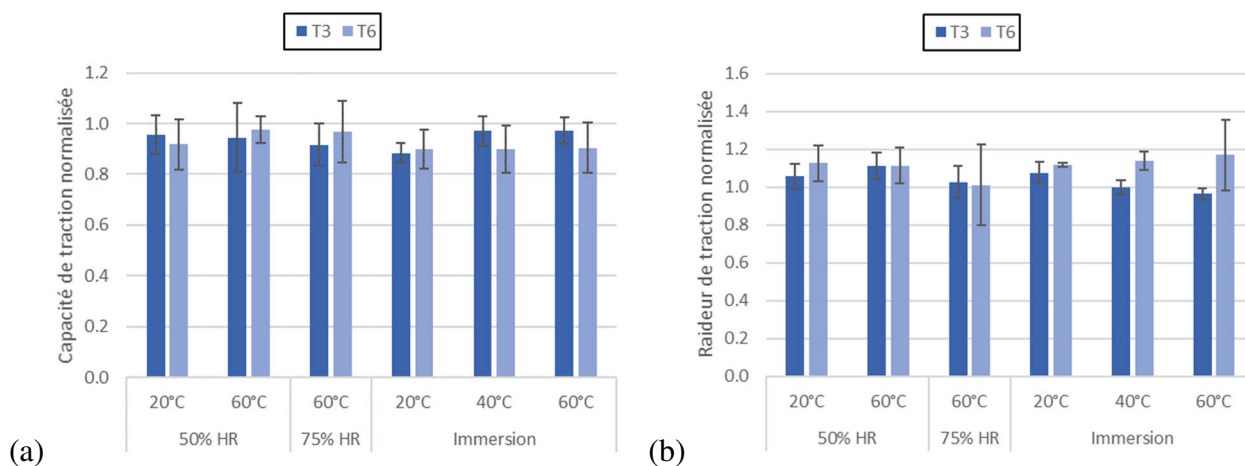 T3 T6
Capacité de traction normalisée
1.2
1.0
0.8
0.6
0.4
0.2
0.0
20°C 60°C 60°C 20°C 40°C 60°C
50% HR 75% HR Immersion
(a)
T3 T6
Raideur de traction normalisée
1.6
1.4
1.2
1.0
0.8
0.6
0.4
0.2
0.0
20°C 60°C 60°C 20°C 40°C 60°C
50% HR 75% HR Immersion
(b)